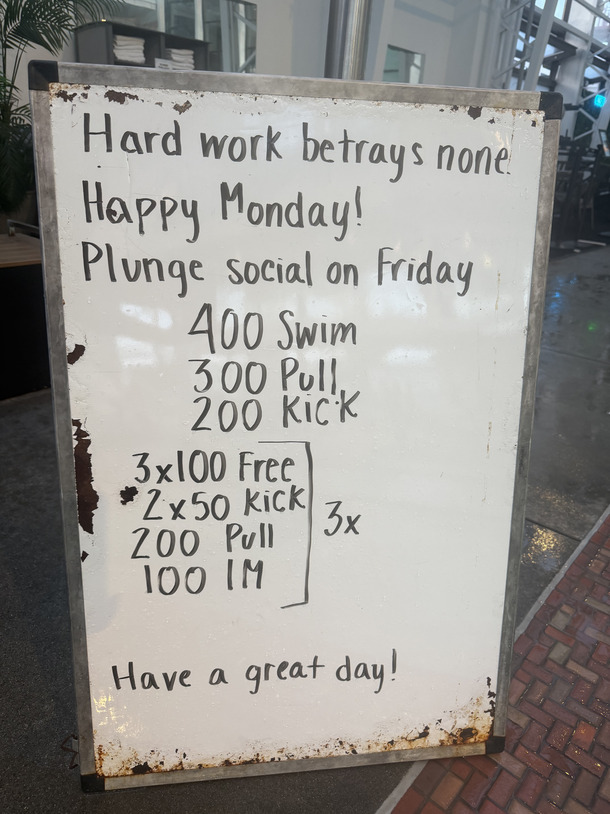 Hard work betrays none.
Happy Monday!
Plunge social on Friday
400 Swim
300 Pull
200 Kick
3x100 Free
2x50 Kick
200 Pull
100 IM
3x
Have a great day!